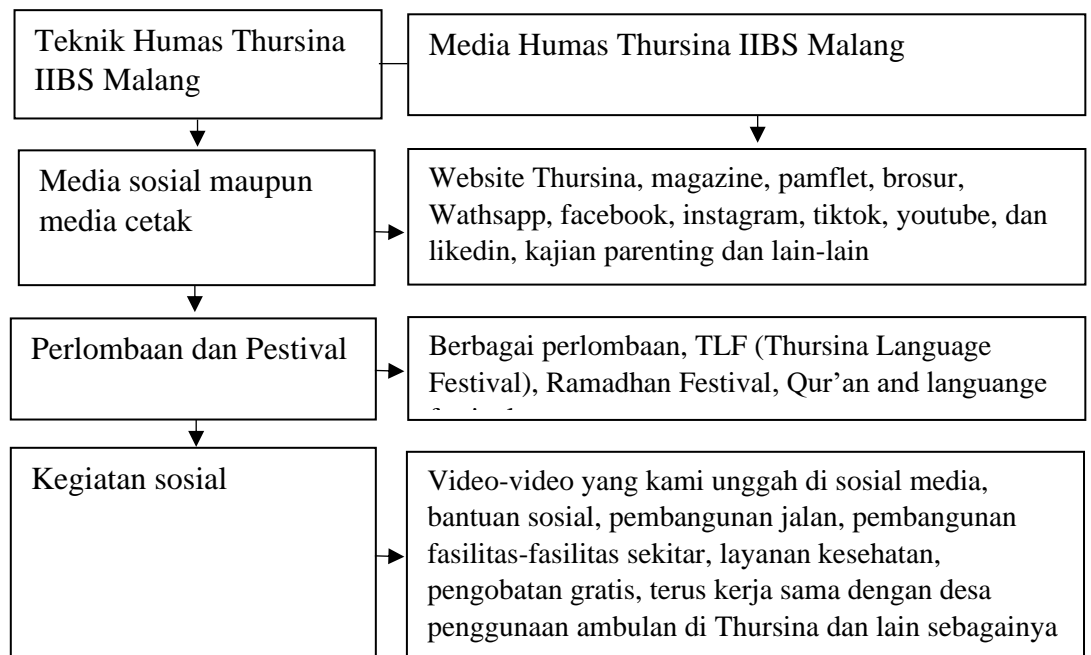 Teknik Humas Thursina
IIBS Malang
Media Humas Thursina IIBS Malang
Media sosial maupun
media cetak
Website Thursina, magazine, pamflet, brosur,
Wathsapp, facebook, instagram, tiktok, youtube, dan
likedin, kajian parenting dan lain-lain
Perlombaan dan Pestival
Berbagai perlombaan, TLF (Thursina Language
Festival), Ramadhan Festival, Qur’an and languange
Kegiatan sosial
Video-video yang kami unggah di sosial media,
bantuan sosial, pembangunan jalan, pembangunan
fasilitas-fasilitas sekitar, layanan kesehatan,
pengobatan gratis, terus kerja sama dengan desa
penggunaan ambulan di Thursina dan lain sebagainya